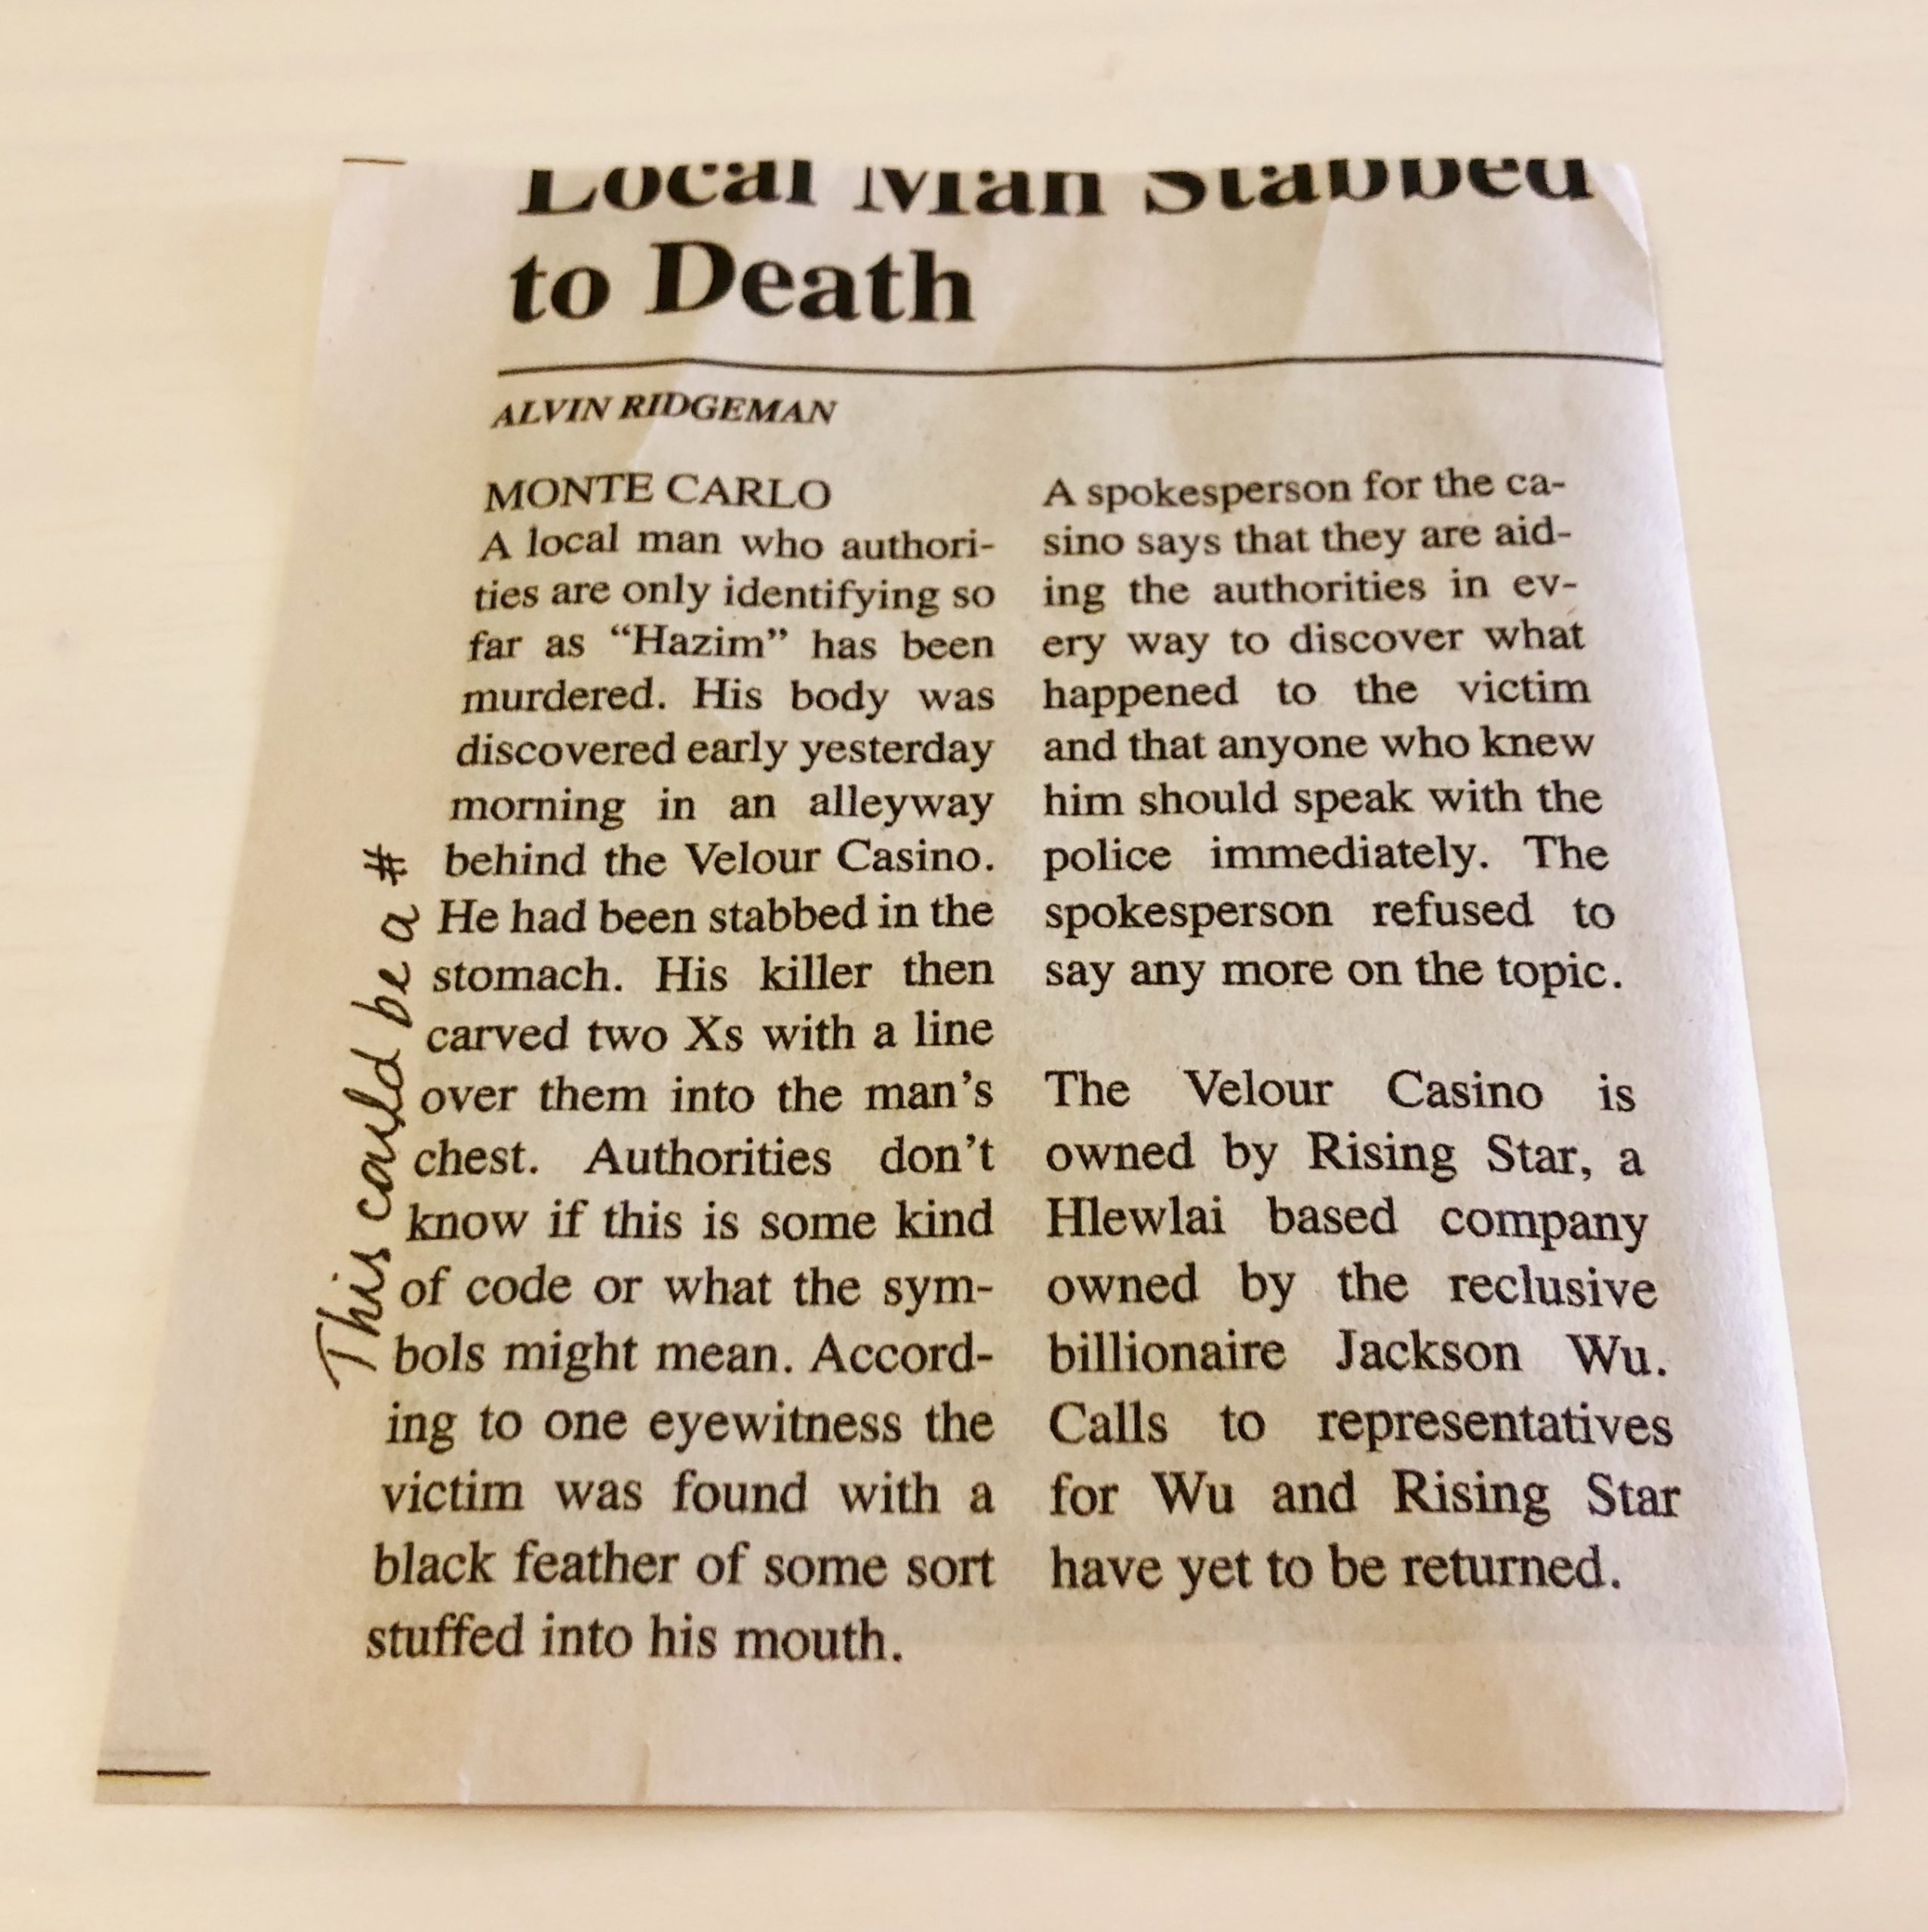 Local Man Stabbed
to Death
ALVIN RIDGEMAN
MONTE CARLO
A local man who authori-
ties are only identifying so
far as “Hazim” has been
murdered. His body was
discovered early yesterday
morning in an alleyway
behind the Velour Casino.
He had been stabbed in the
stomach. His killer then
carved two Xs with a line
over them into the man’s
chest. Authorities don’t
know if this is some kind
of code or what the sym-
bols might mean. Accord-
ing to one eyewitness the
victim was found with a
black feather of some sort
stuffed into his mouth.
A spokesperson for the ca-
sino says that they are aid-
ing the authorities in ev-
ery way to discover what
happened to the victim
and that anyone who knew
him should speak with the
police immediately. The
spokesperson refused to
say any more on the topic.
The Velour Casino is
owned by Rising Star, a
Hlewlai based company
owned by the reclusive
billionaire Jackson Wu.
Calls to representatives
for Wu and Rising Star
have yet to be returned.
This could be a #